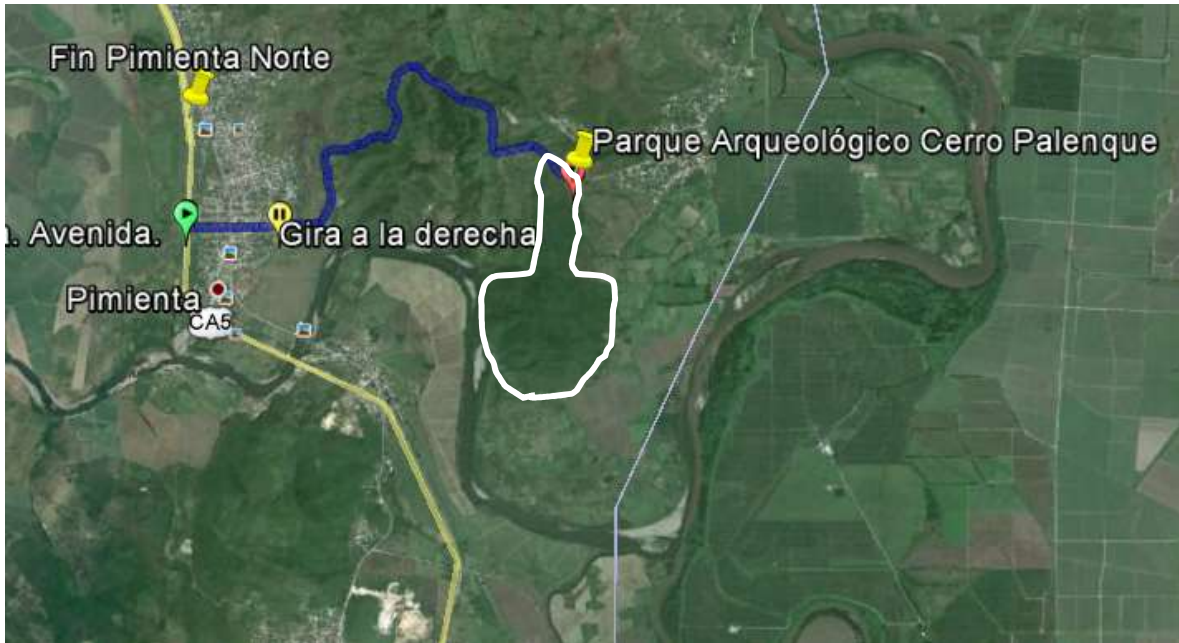 Fin Pimienta Norte
Parque Arqueológico Cerro Palenque
a. Avenida.
Gira a la derecha
Pimienta
CA5